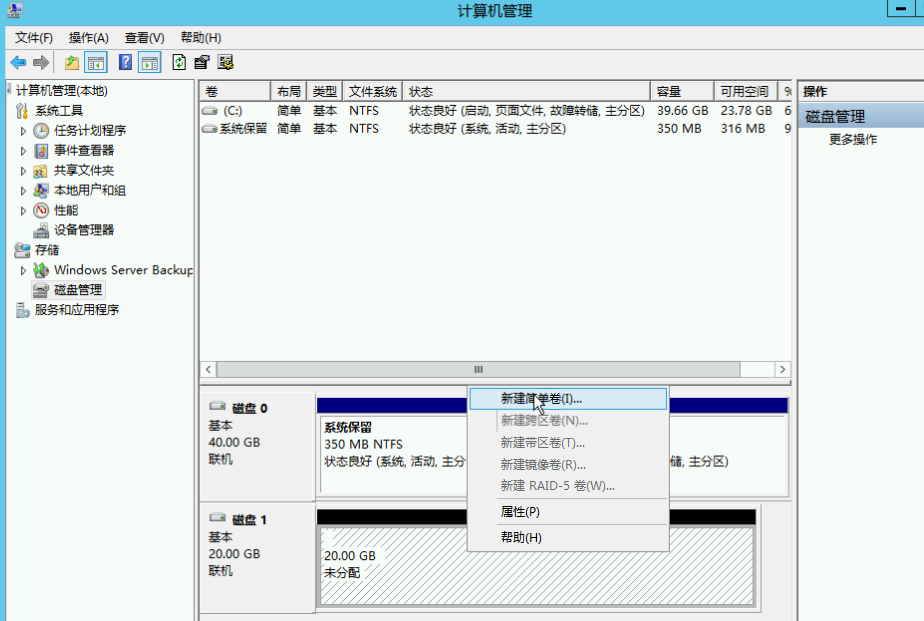 计算机管理
文件(F) 操作(A) 查看(V) 帮助(H)
计算机管理(本地)
系统工具
任务计划程序
事件查看器
共享文件夹
本地用户和组
性能
设备管理器
存储
Windows Server Backup
磁盘管理
服务和应用程序
卷 布局 类型 文件系统 状态 容量 可用空间 %
(C:) 简单 基本 NTFS 状态良好 (启动, 页面文件, 故障转储, 主分区) 39.66 GB 23.78 GB 6
系统保留 简单 基本 NTFS 状态良好 (系统, 活动, 主分区) 350 MB 316 MB 9
操作
磁盘管理
更多操作
磁盘 0
基本
40.00 GB
联机
系统保留
350 MB NTFS
状态良好 (系统, 活动, 主分
储, 主分区)
新建简单卷(I)...
新建跨区卷(N)...
新建带区卷(T)...
新建镜像卷(R)...
新建 RAID-5 卷(W)...
属性(P)
帮助(H)
磁盘 1
基本
20.00 GB
联机
20.00 GB
未分配